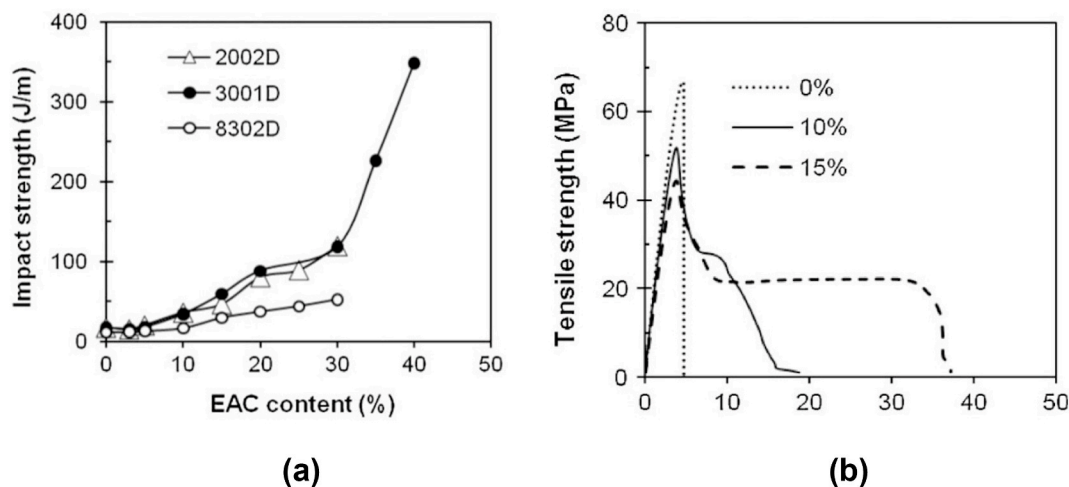 400
300
200
100
0
Impact strength (J/m)
2002D
3001D
8302D
0 10 20 30 40 50
EAC content (%)
(a)
80
60
40
20
0
Tensile strength (MPa)
0%
10%
15%
0 10 20 30 40 50
(b)